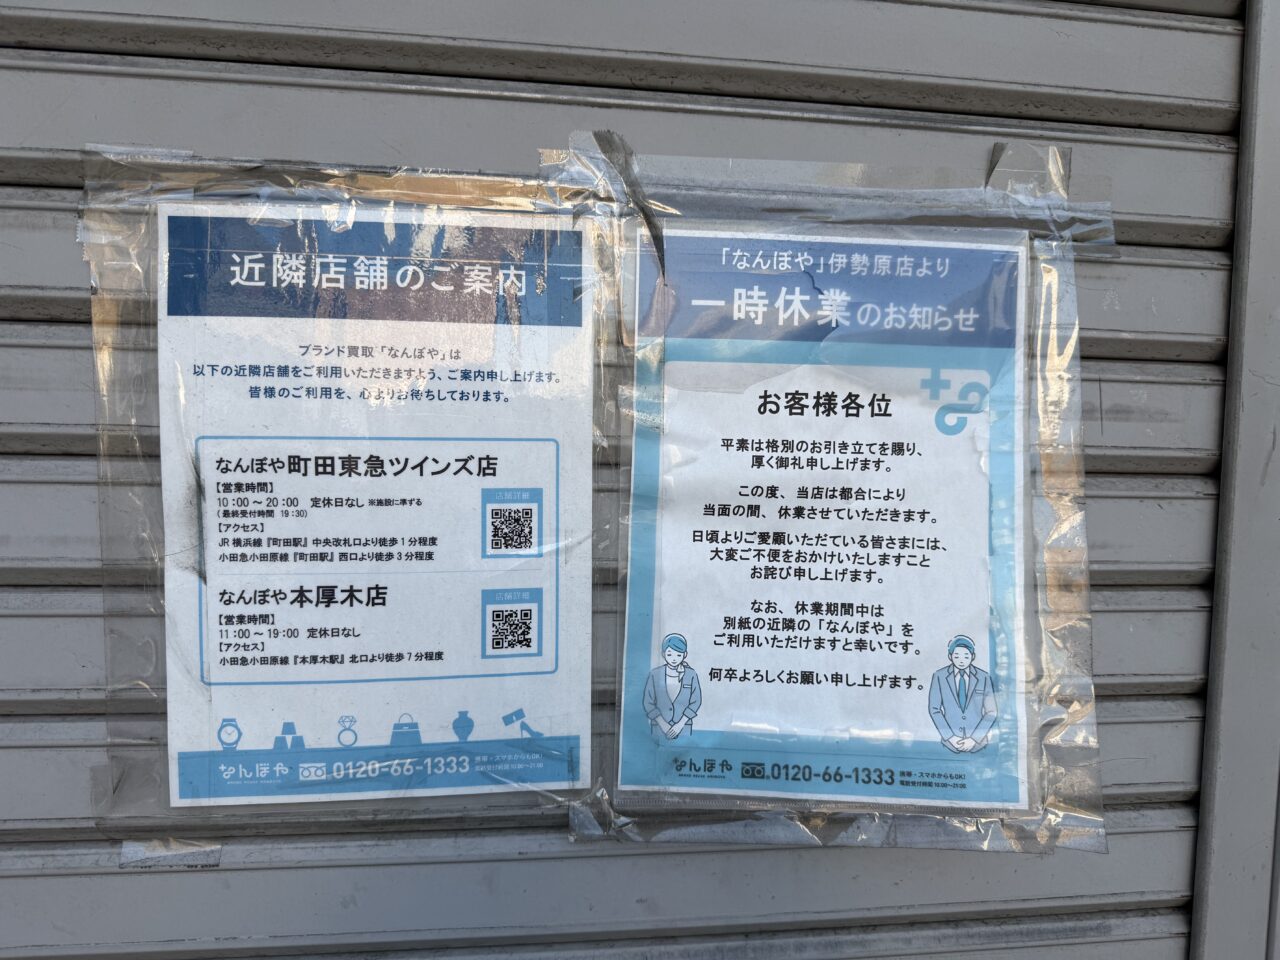 近隣店舗のご案内
ブランド買取「なんぼや」は
以下の近隣店舗をご利用いただきますよう、ご案内申し上げます。
皆様のご利用を、心よりお待ちしております。
なんぼや町田東急ツインズ店
【営業時間】
10:00～20:00 定休日なし ※施設に準ずる
(最終受付時間 19:30)
【アクセス】
JR 横浜線『町田駅』中央改札口より徒歩1分程度
小田急小田原線『町田駅』西口より徒歩3分程度
店舗詳細
なんぼや本厚木店
【営業時間】
11:00～19:00 定休日なし
【アクセス】
小田急小田原線『本厚木駅』北口より徒歩7分程度
店舗詳細
なんぼや
0120-66-1333
携帯・スマホからもOK!
電話受付時間 10:00～21:00
「なんぼや」伊勢原店より
一時休業のお知らせ
お客様各位
平素は格別のお引き立てを賜り、
厚く御礼申し上げます。
この度、当店は都合により
当面の間、休業させていただきます。
日頃よりご愛顧いただている皆さまには、
大変ご不便をおかけいたしますこと
お詫び申し上げます。
なお、休業期間中は
別紙の近隣の「なんぼや」を
ご利用いただけますと幸いです。
何卒よろしくお願い申し上げます。
なんぼや
0120-66-1333
携帯・スマホからもOK!
電話受付時間 10:00～21:00